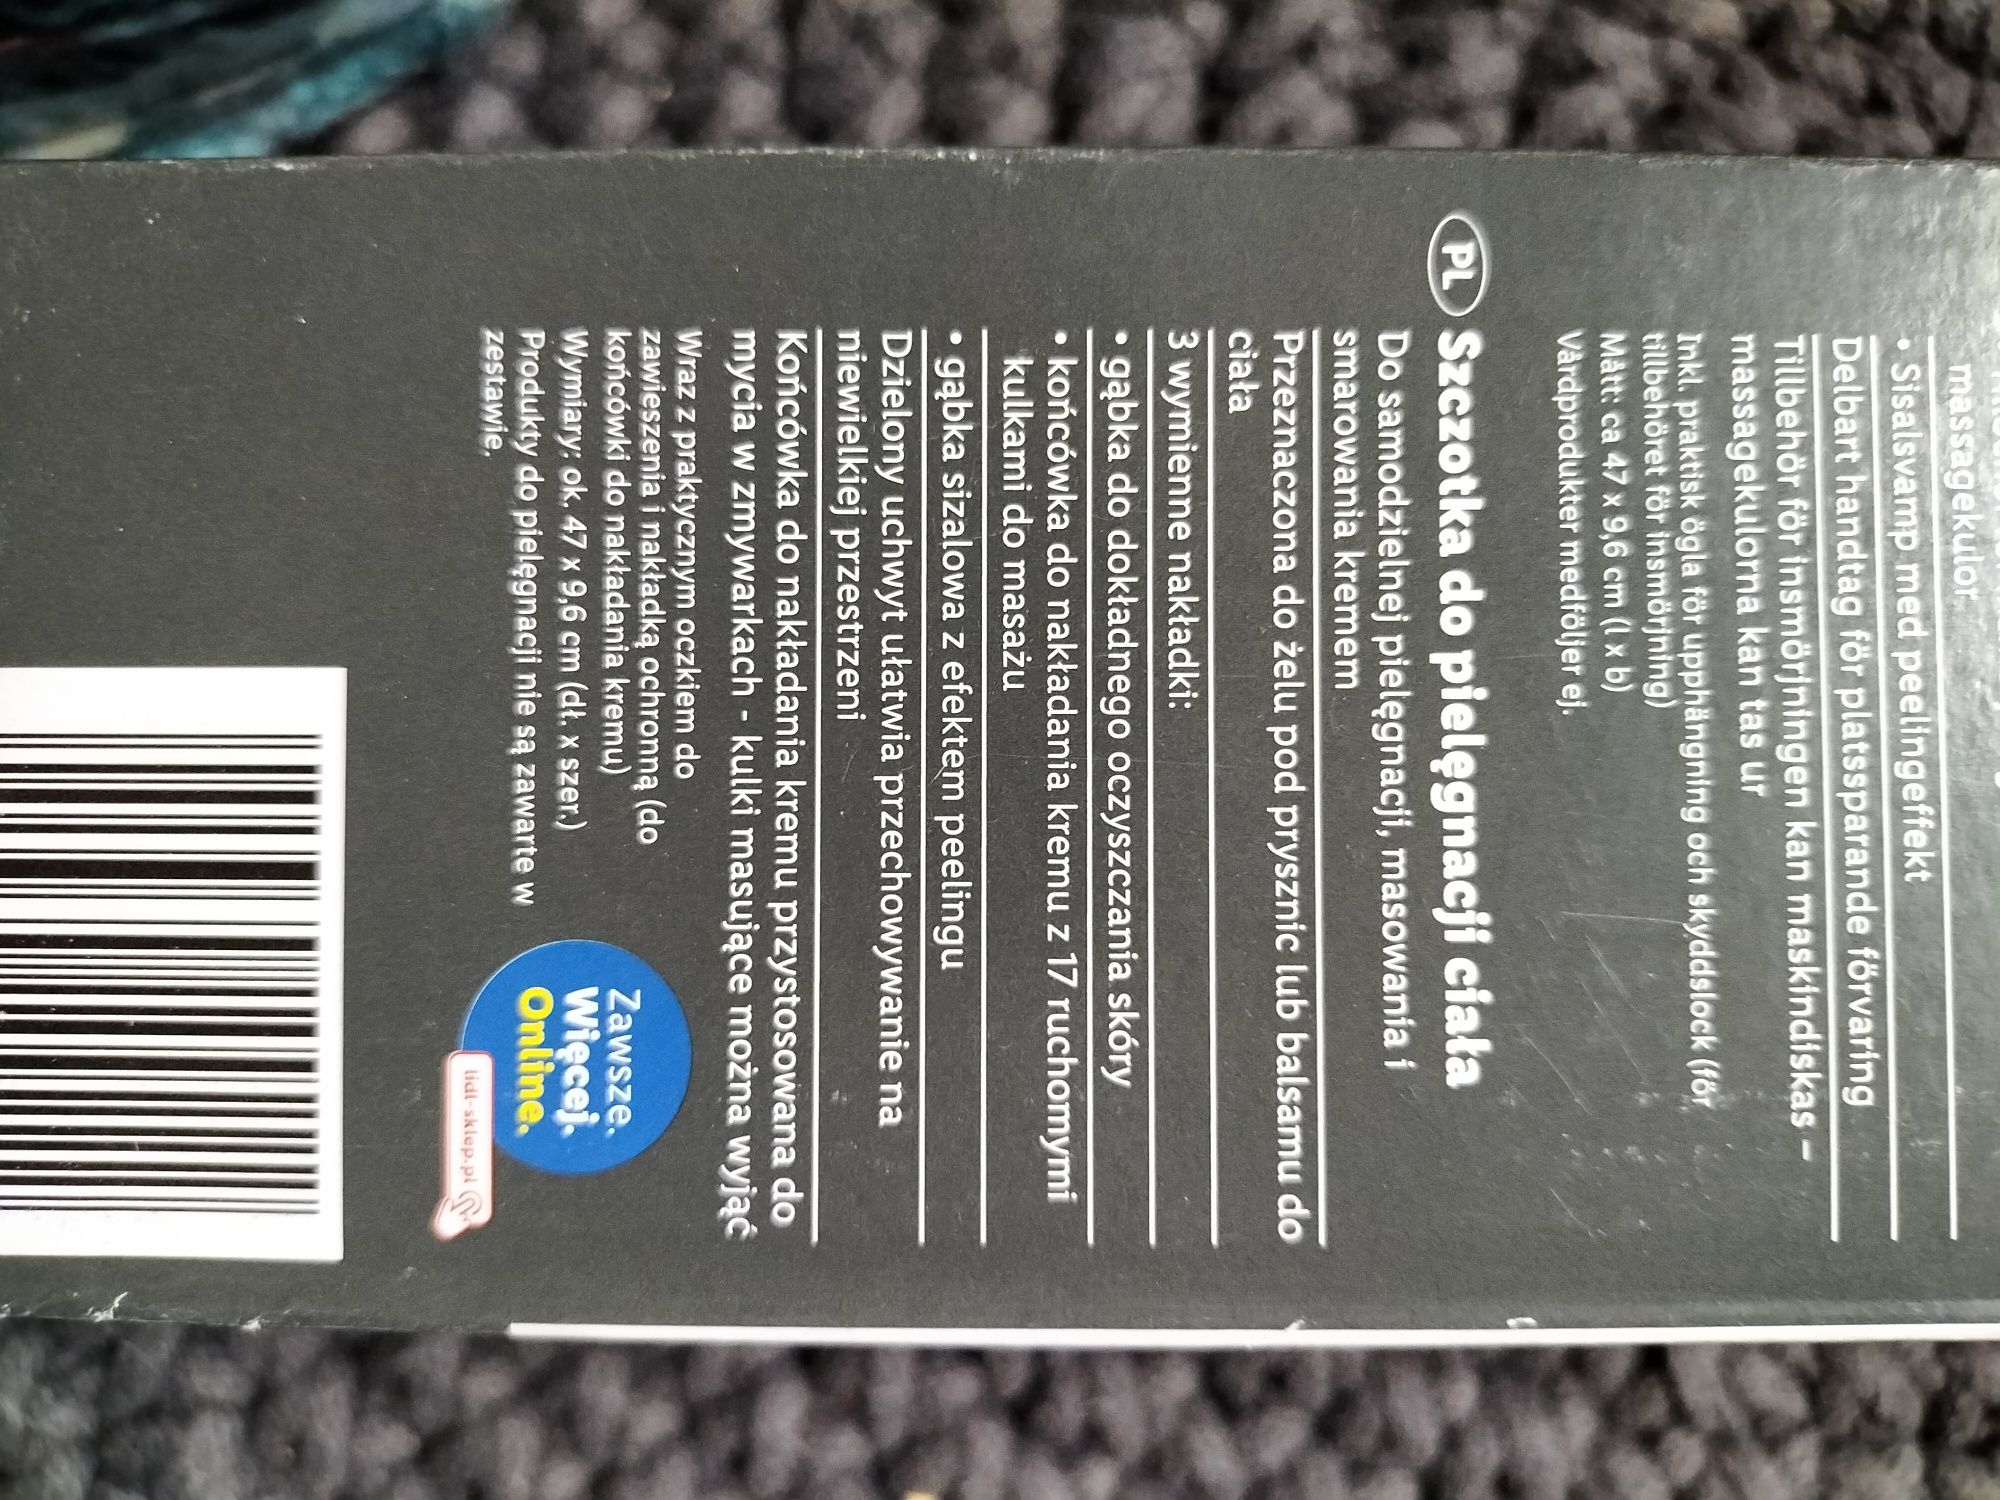 massagekulor
• Sisalsvamp med peelingeffekt
Delbart handtag för platssparande förvaring
Tillbehör för insmörjningen kan maskindiskas –
massagekulorna kan tas ur
Inkl. praktisk ögla för upphängning och skyddslock (för
tillbehöret för insmörjning)
Mått: ca 47 x 9,6 cm (l x b)
Vårdprodukter medföljer ej.
PL Szczotka do pielęgnacji ciała
Do samodzielnej pielęgnacji, masowania i
smarowania kremem
Przeznaczona do żelu pod prysznic lub balsamu do
ciała
3 wymienne nakładki:
• gąbka do dokładnego oczyszczania skóry
• końcówka do nakładania kremu z 17 ruchomymi
kulkami do masażu
• gąbka sizalowa z efektem peelingu
Dzielony uchwyt ułatwia przechowywanie na
niewielkiej przestrzeni
Końcówka do nakładania kremu przystosowana do
mycia w zmywarkach - kulki masujące można wyjąć
Wraz z praktycznym oczkiem do
zawieszenia i nakładką ochronną (do
końcówki do nakładania kremu)
Wymiary: ok. 47 x 9,6 cm (dł. x szer.)
Produkty do pielęgnacji nie są zawarte w
zestawie.
Zawsze.
Więcej.
Online.
lidl-sklep.pl